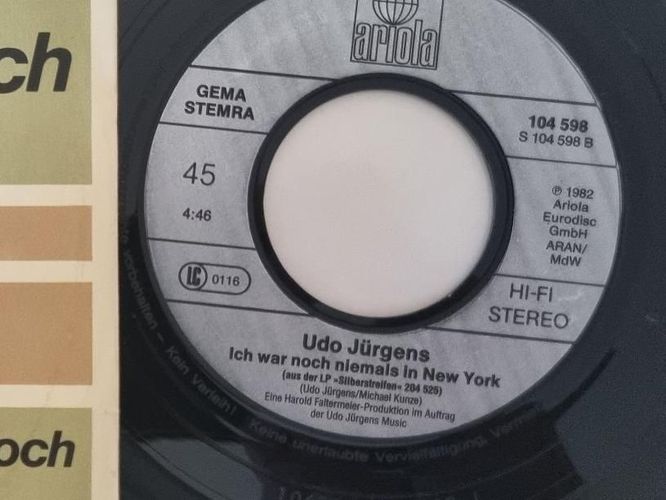 ch
och
ariola
GEMA
STEMRA
45
4:46
LC 0116
104 598
S 104 598 B
℗ 1982
Ariola
Eurodisc
GmbH
ARAN/
MdW
HI-FI
STEREO
Udo Jürgens
Ich war noch niemals in New York
(aus der LP »Silberstreifen« 204 525)
(Udo Jürgens/Michael Kunze)
Eine Harold Faltermeier-Produktion im Auftrag
der Udo Jürgens Music
vorbehalten – Kein Verleih! Keine unerlaubte Vervielfältigung,